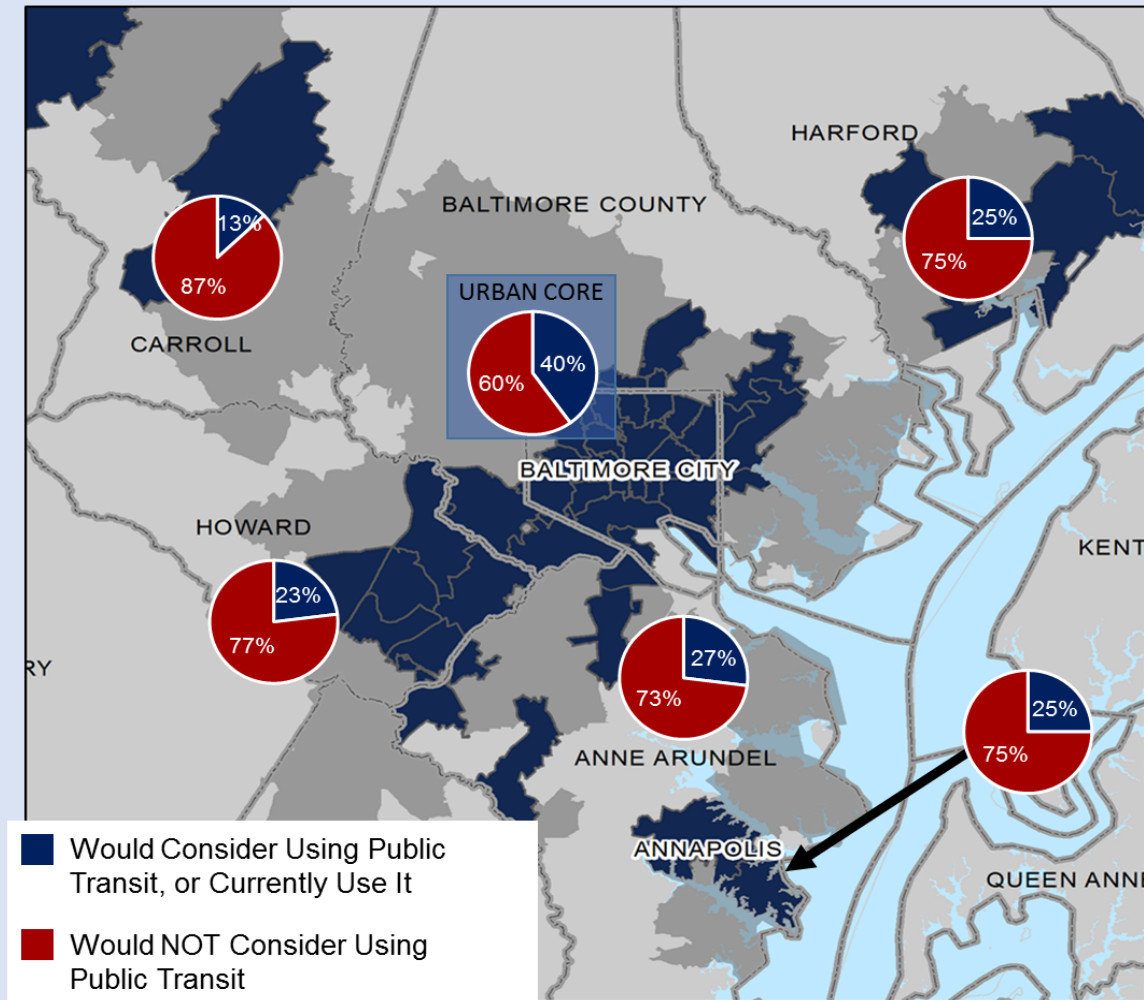 HARFORD
25%
75%
BALTIMORE COUNTY
13%
87%
CARROLL
URBAN CORE
40%
60%
BALTIMORE CITY
HOWARD
23%
77%
KENT
RY
27%
73%
ANNE ARUNDEL
25%
75%
ANNAPOLIS
QUEEN ANNE
Would Consider Using Public
Transit, or Currently Use It
Would NOT Consider Using
Public Transit